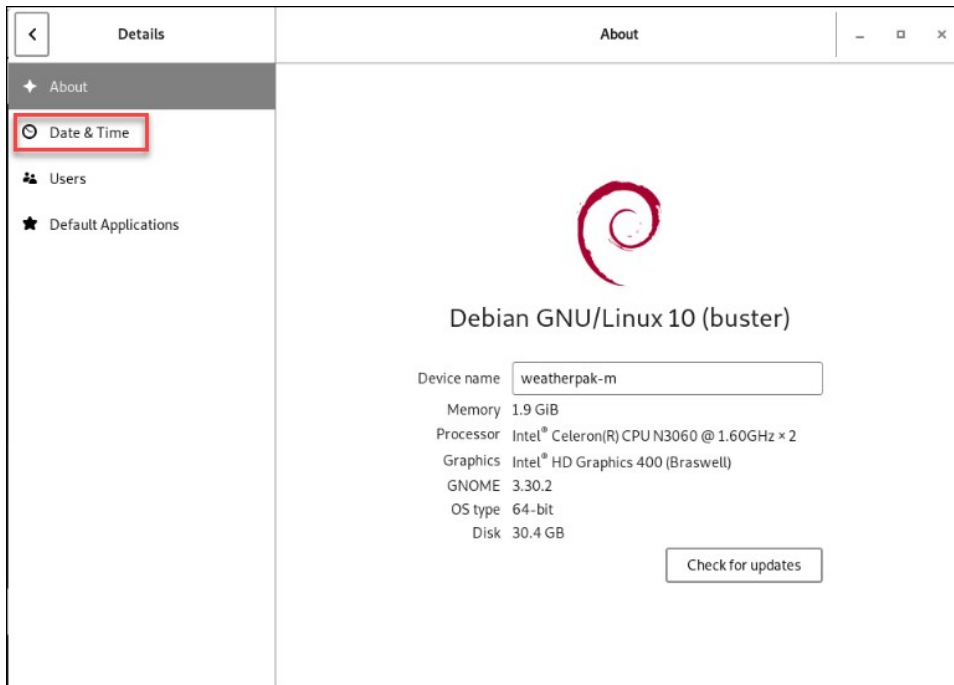 Details
About
About
Date & Time
Users
Default Applications
Debian GNU/Linux 10 (buster)
Device name weatherpak-m
Memory 1.9 GiB
Processor Intel® Celeron(R) CPU N3060 @ 1.60GHz × 2
Graphics Intel® HD Graphics 400 (Braswell)
GNOME 3.30.2
OS type 64-bit
Disk 30.4 GB
Check for updates